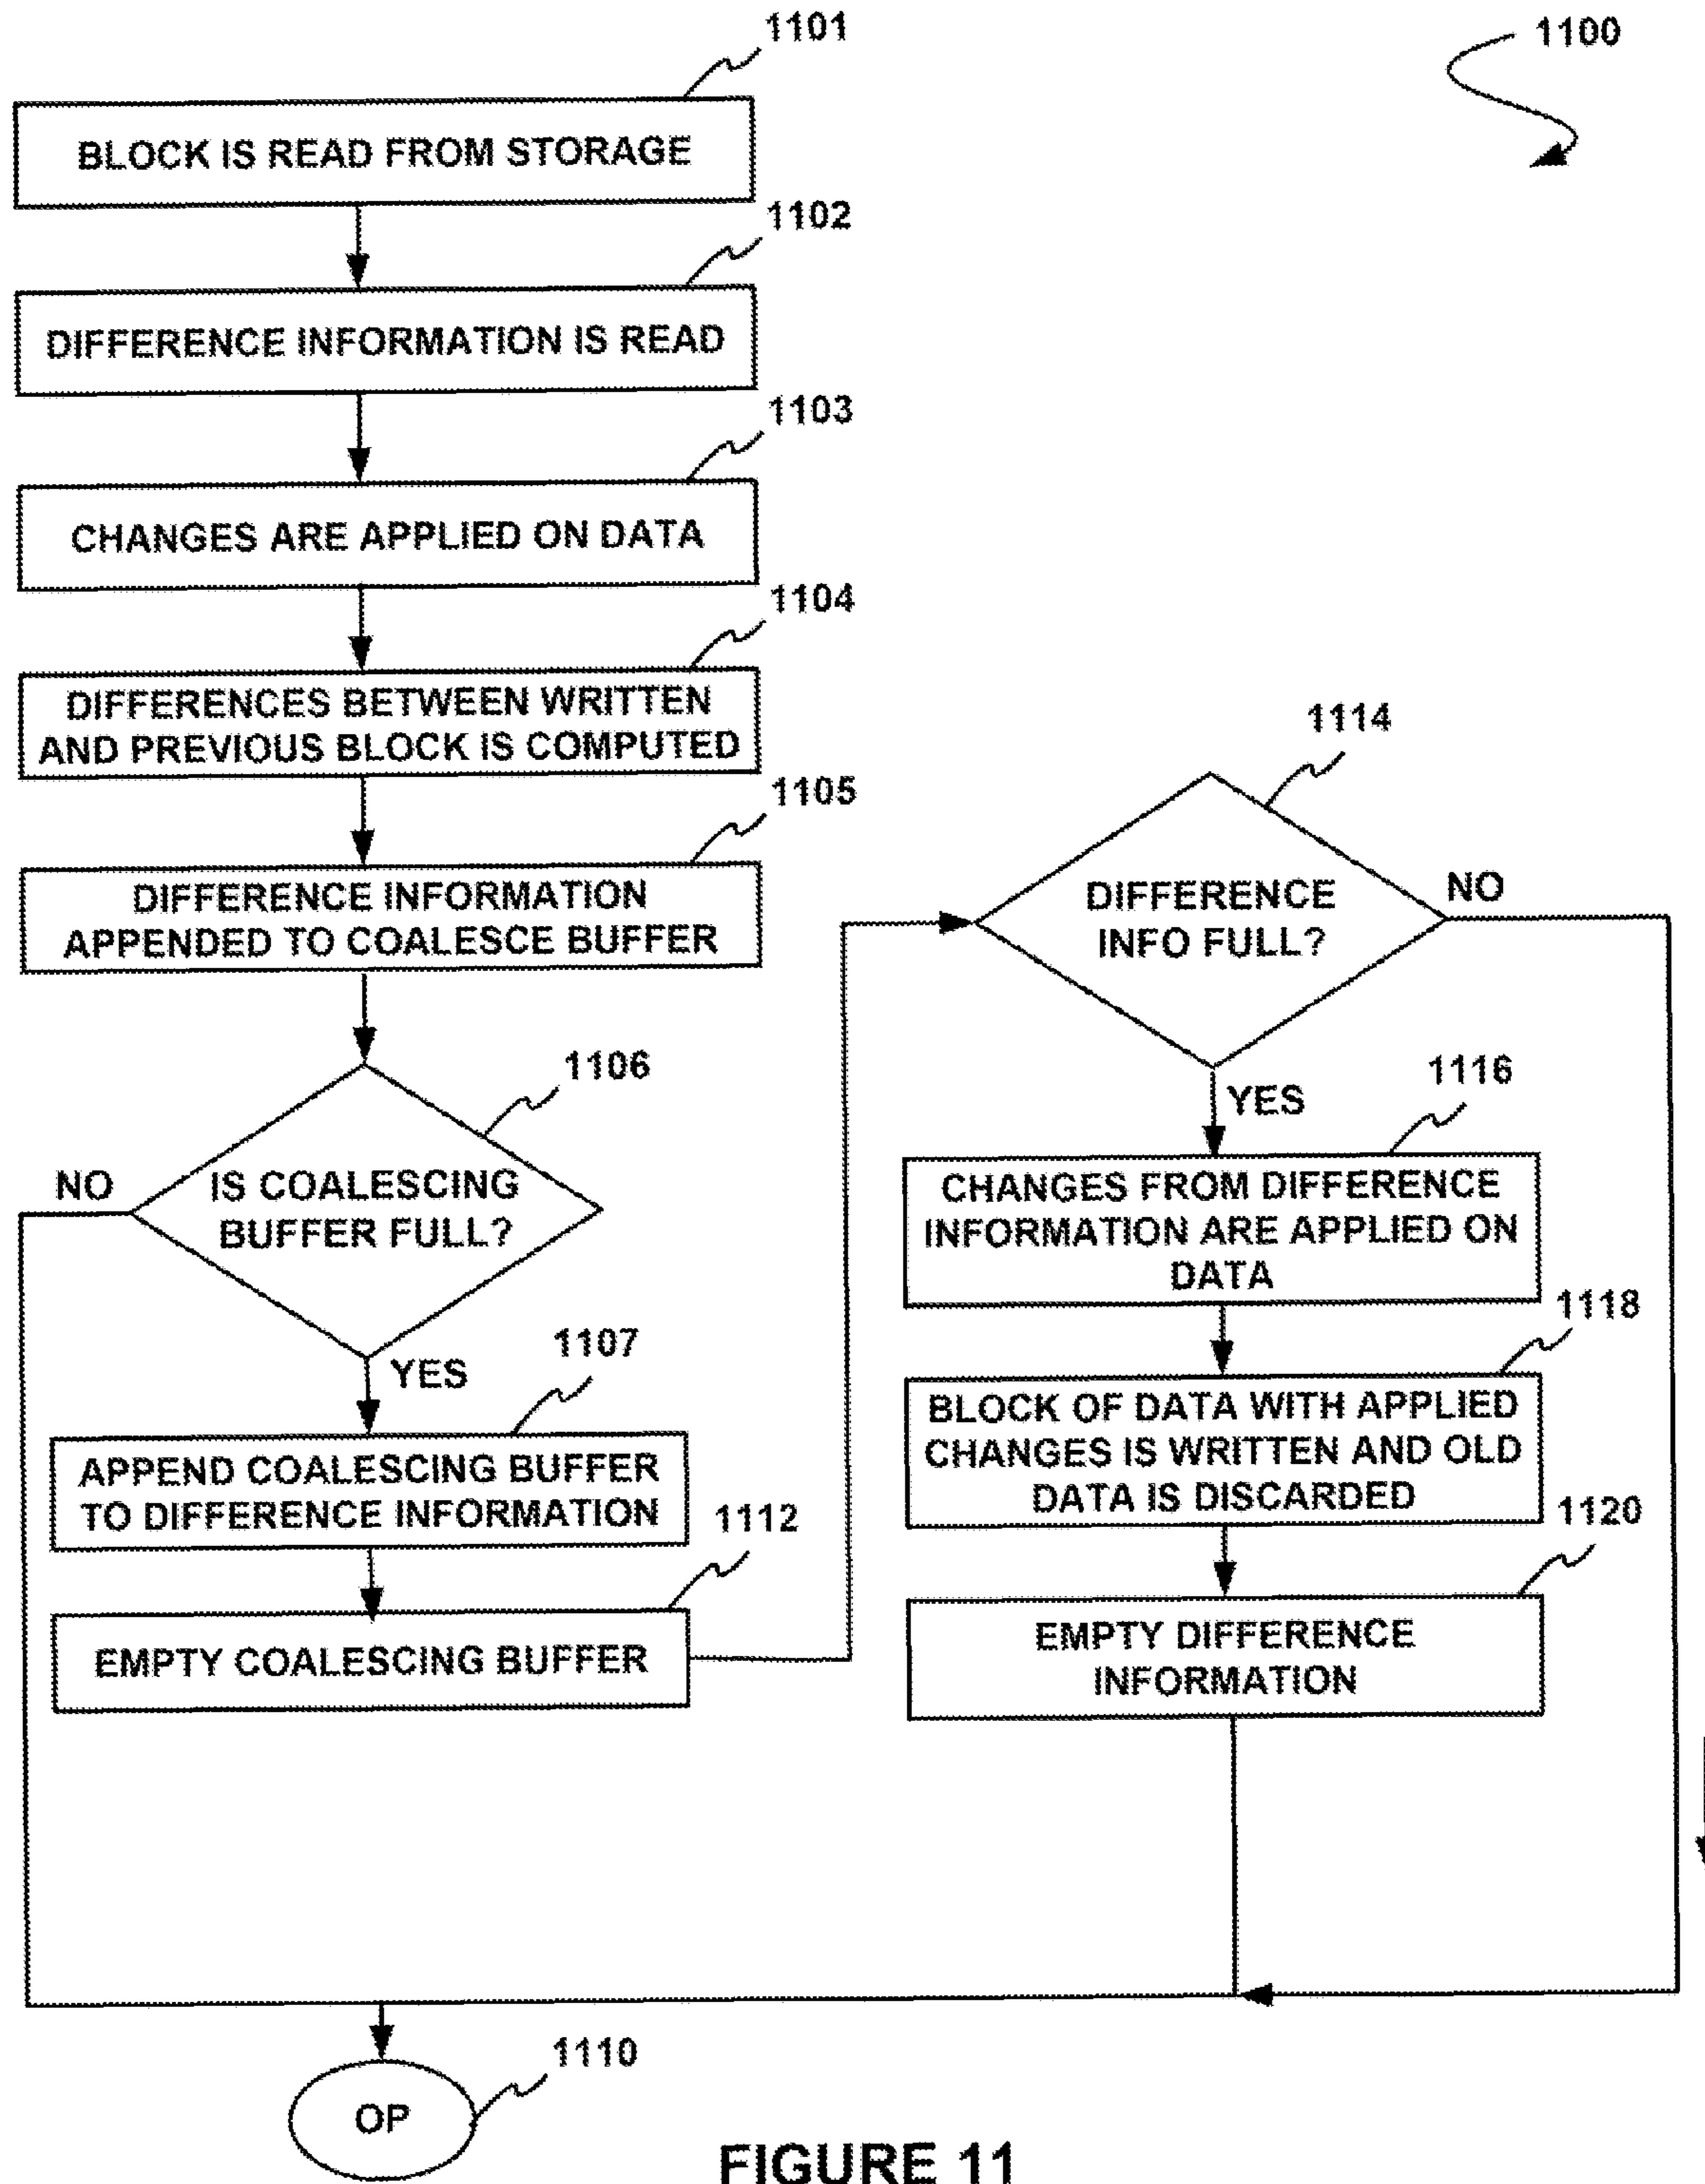 1101
1100
BLOCK IS READ FROM STORAGE
1102
DIFFERENCE INFORMATION IS READ
1103
CHANGES ARE APPLIED ON DATA
1104
DIFFERENCES BETWEEN WRITTEN
AND PREVIOUS BLOCK IS COMPUTED
1105
DIFFERENCE INFORMATION
APPENDED TO COALESCE BUFFER
1106
NO
IS COALESCING
BUFFER FULL?
YES
1107
APPEND COALESCING BUFFER
TO DIFFERENCE INFORMATION
1112
EMPTY COALESCING BUFFER
1114
DIFFERENCE
INFO FULL?
NO
YES
1116
CHANGES FROM DIFFERENCE
INFORMATION ARE APPLIED ON
DATA
1118
BLOCK OF DATA WITH APPLIED
CHANGES IS WRITTEN AND OLD
DATA IS DISCARDED
1120
EMPTY DIFFERENCE
INFORMATION
1110
OP
FIGURE 11